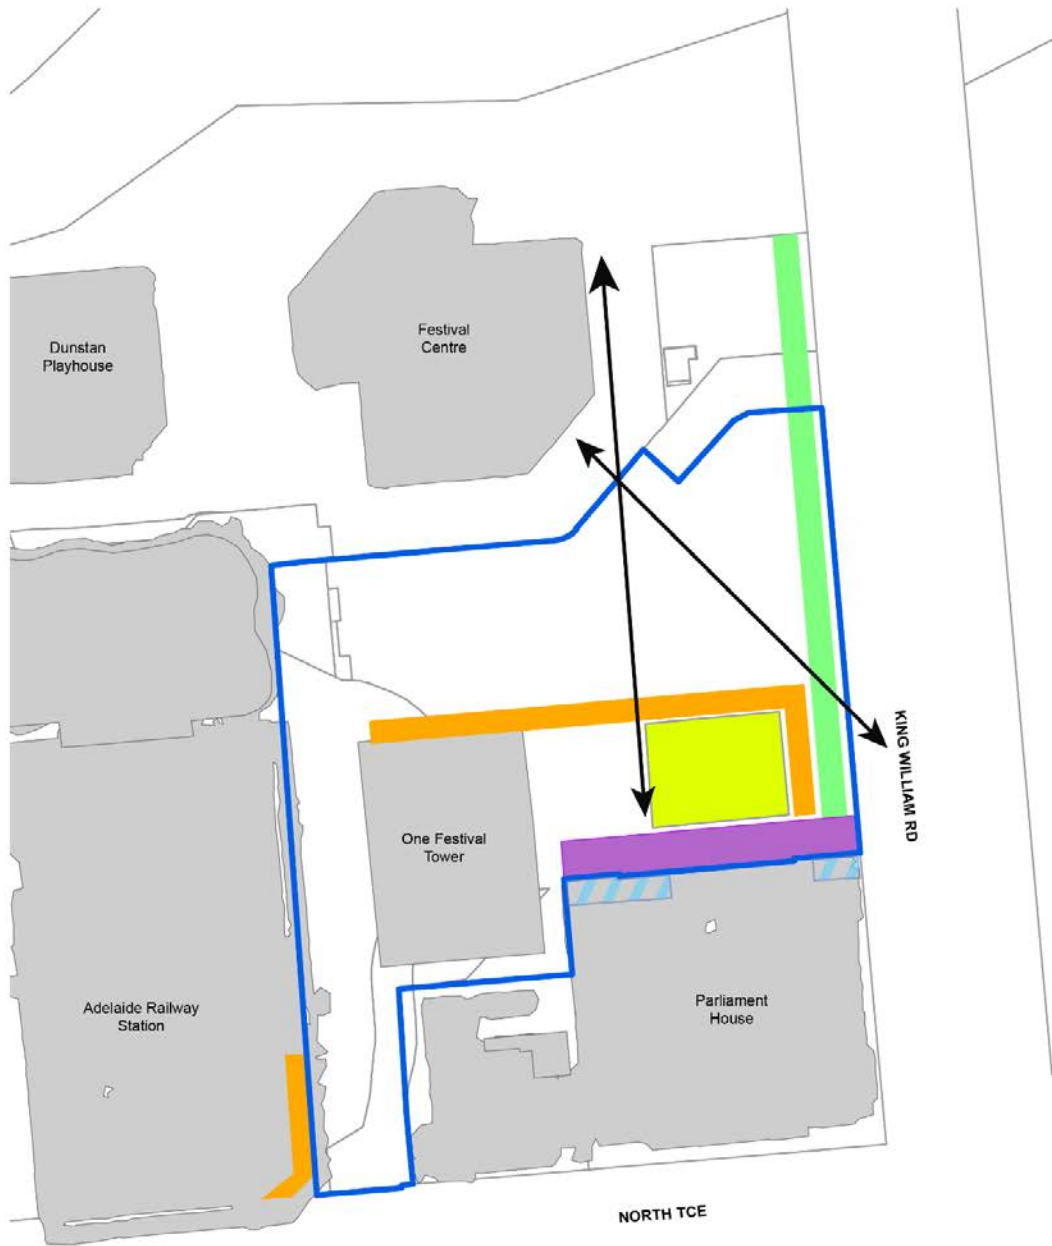 Festival
Centre
Dunstan
Playhouse
KING WILLIAM RD
One Festival
Tower
Adelaide Railway
Station
Parliament
House
NORTH TCE